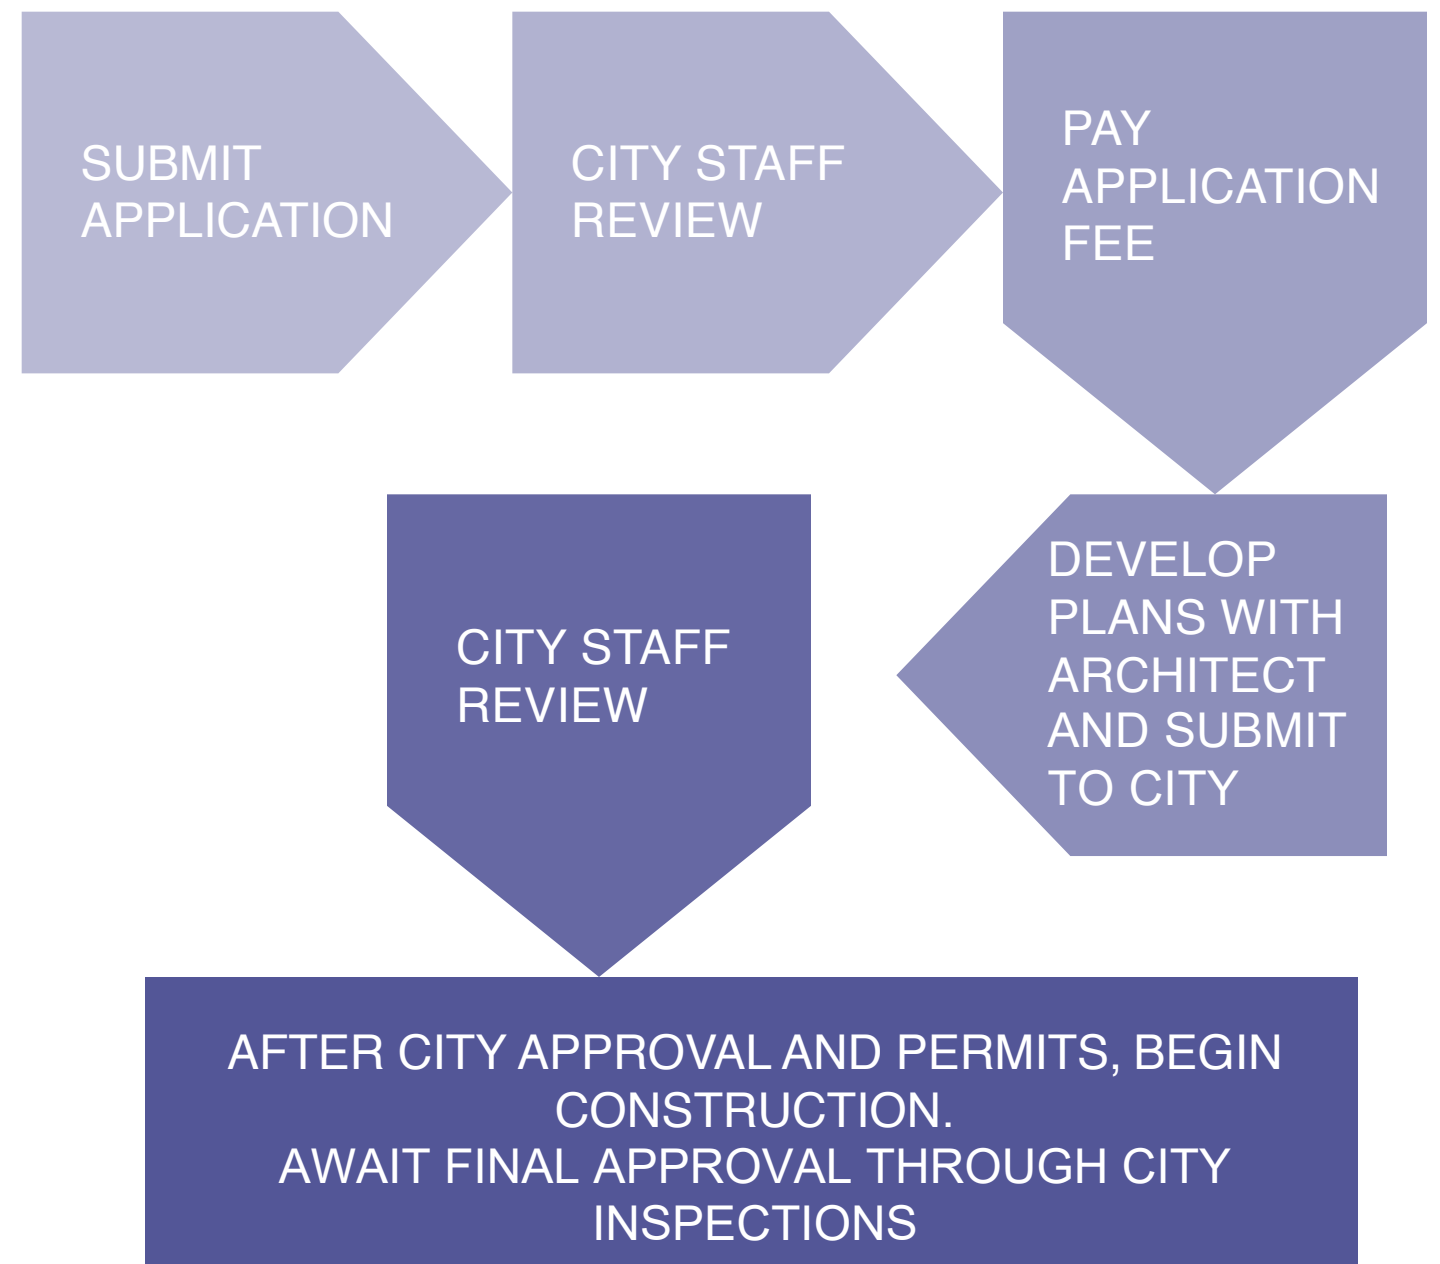 SUBMIT
APPLICATION
CITY STAFF
REVIEW
PAY
APPLICATION
FEE
DEVELOP
PLANS WITH
ARCHITECT
AND SUBMIT
TO CITY
CITY STAFF
REVIEW
AFTER CITY APPROVAL AND PERMITS, BEGIN
CONSTRUCTION.
AWAIT FINAL APPROVAL THROUGH CITY
INSPECTIONS